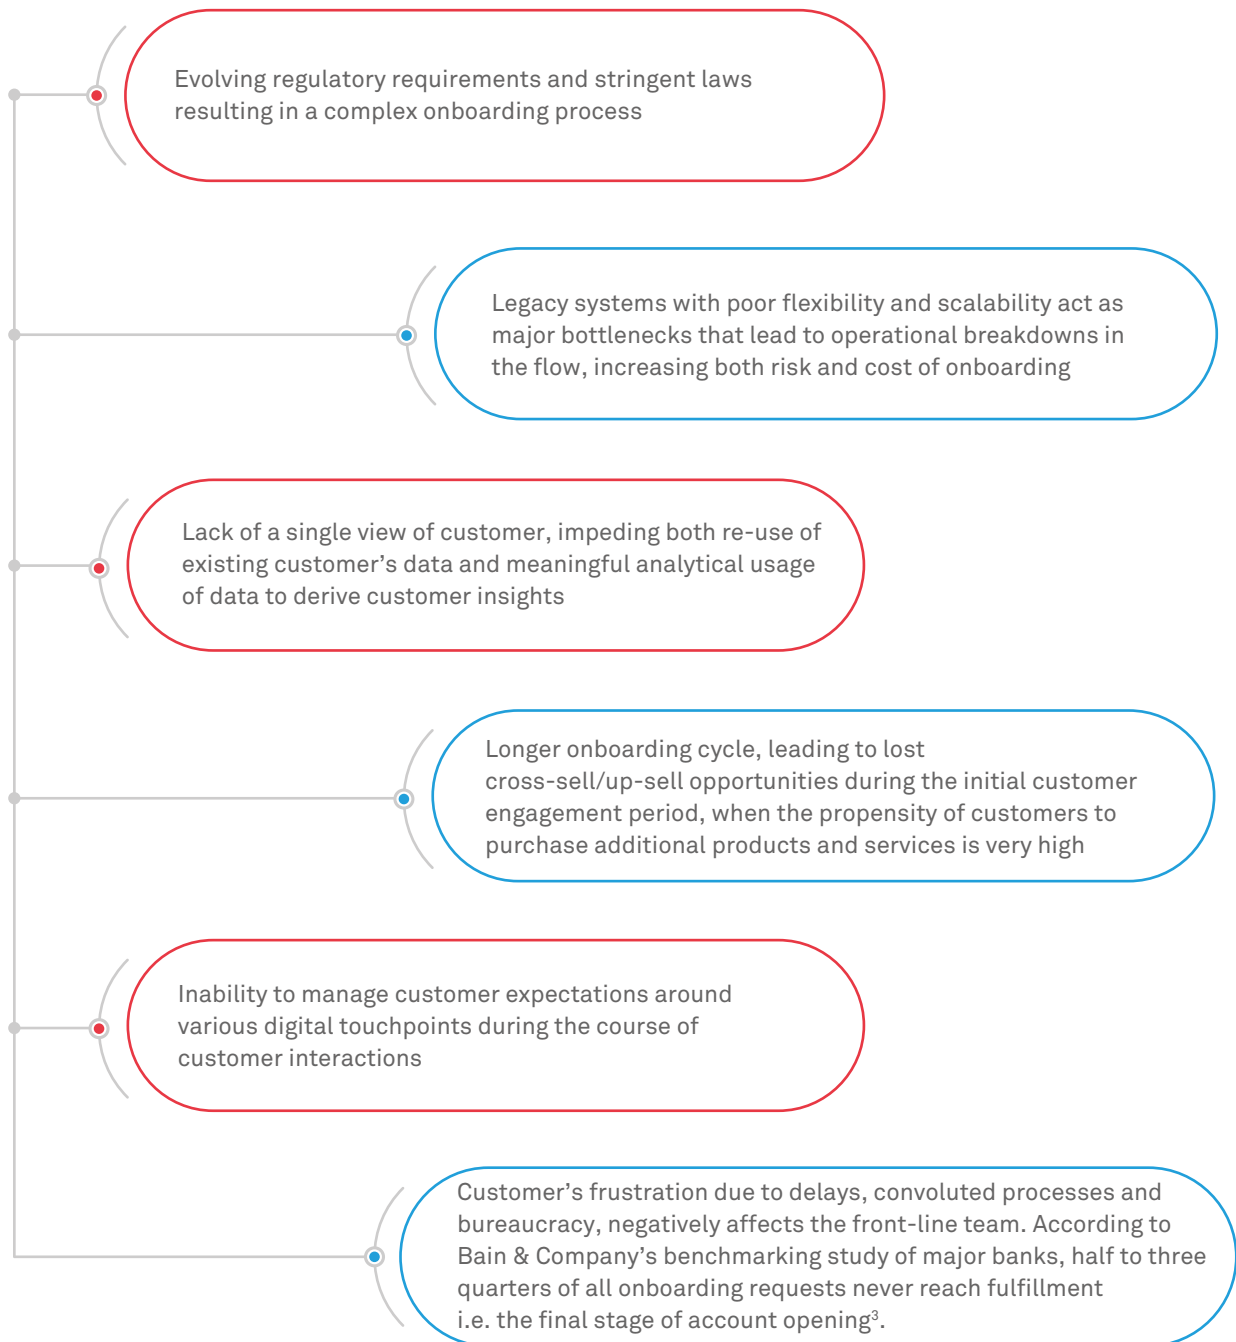 Evolving regulatory requirements and stringent laws
resulting in a complex onboarding process
Legacy systems with poor flexibility and scalability act as
major bottlenecks that lead to operational breakdowns in
the flow, increasing both risk and cost of onboarding
Lack of a single view of customer, impeding both re-use of
existing customer’s data and meaningful analytical usage
of data to derive customer insights
Longer onboarding cycle, leading to lost
cross-sell/up-sell opportunities during the initial customer
engagement period, when the propensity of customers to
purchase additional products and services is very high
Inability to manage customer expectations around
various digital touchpoints during the course of
customer interactions
Customer’s frustration due to delays, convoluted processes and
bureaucracy, negatively affects the front-line team. According to
Bain & Company’s benchmarking study of major banks, half to three
quarters of all onboarding requests never reach fulfillment
i.e. the final stage of account opening³.